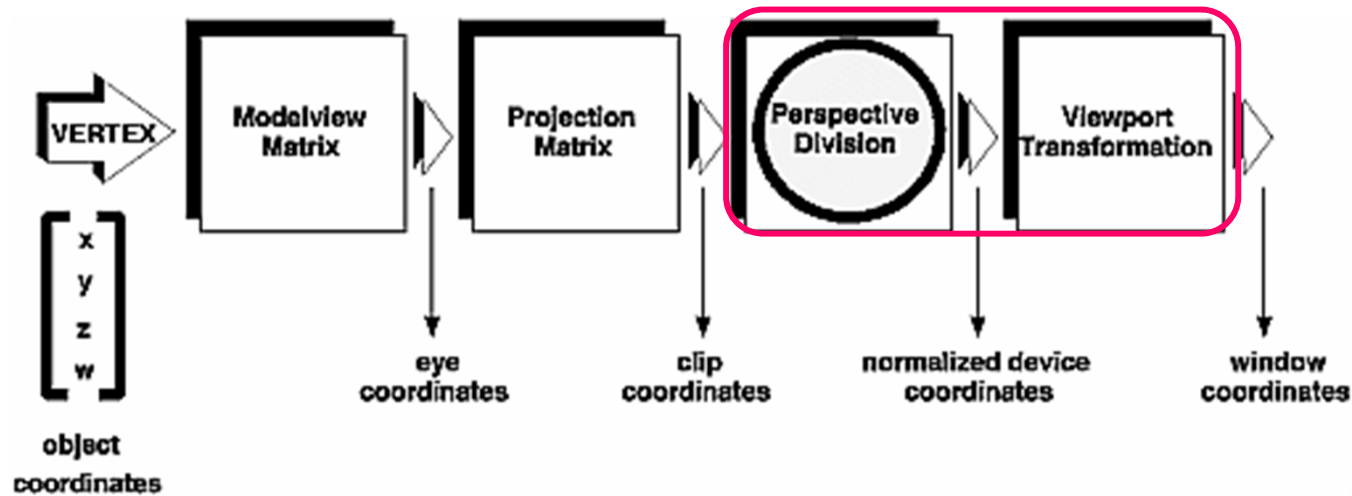 VERTEX
Modelview
Matrix
Projection
Matrix
Perspective
Division
Viewport
Transformation
x
y
z
w
object
coordinates
eye
coordinates
clip
coordinates
normalized device
coordinates
window
coordinates